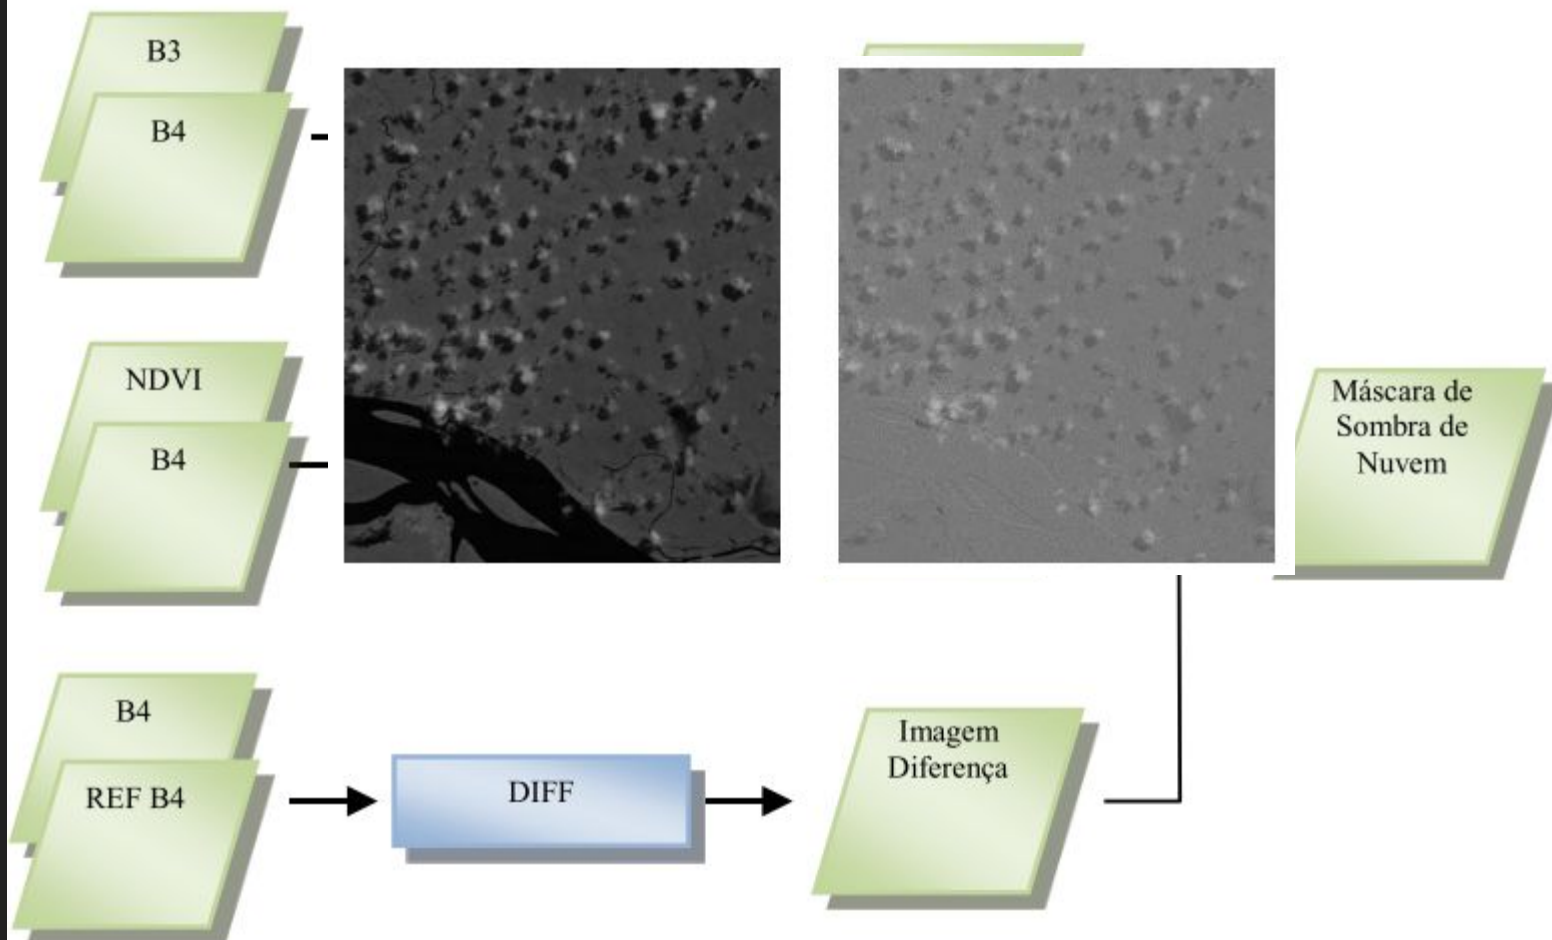 B3
B4
NDVI
B4
Máscara de
Sombra de
Nuvem
B4
REF B4
DIFF
Imagem
Diferença